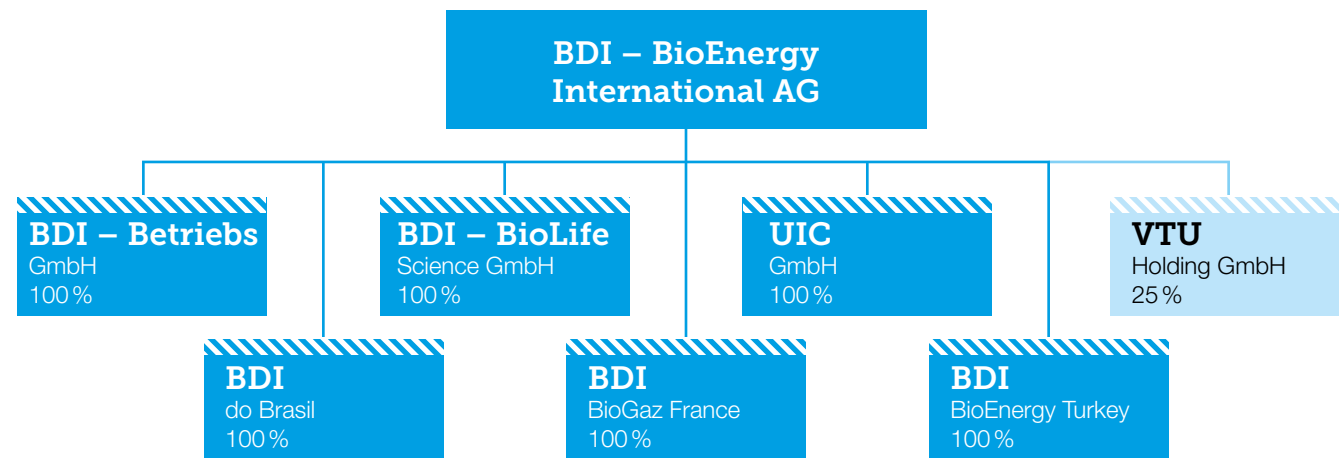 BDI – BioEnergy
International AG
BDI – Betriebs
GmbH
100 %
BDI – BioLife
Science GmbH
100 %
UIC
GmbH
100 %
VTU
Holding GmbH
25 %
BDI
do Brasil
100 %
BDI
BioGaz France
100 %
BDI
BioEnergy Turkey
100 %